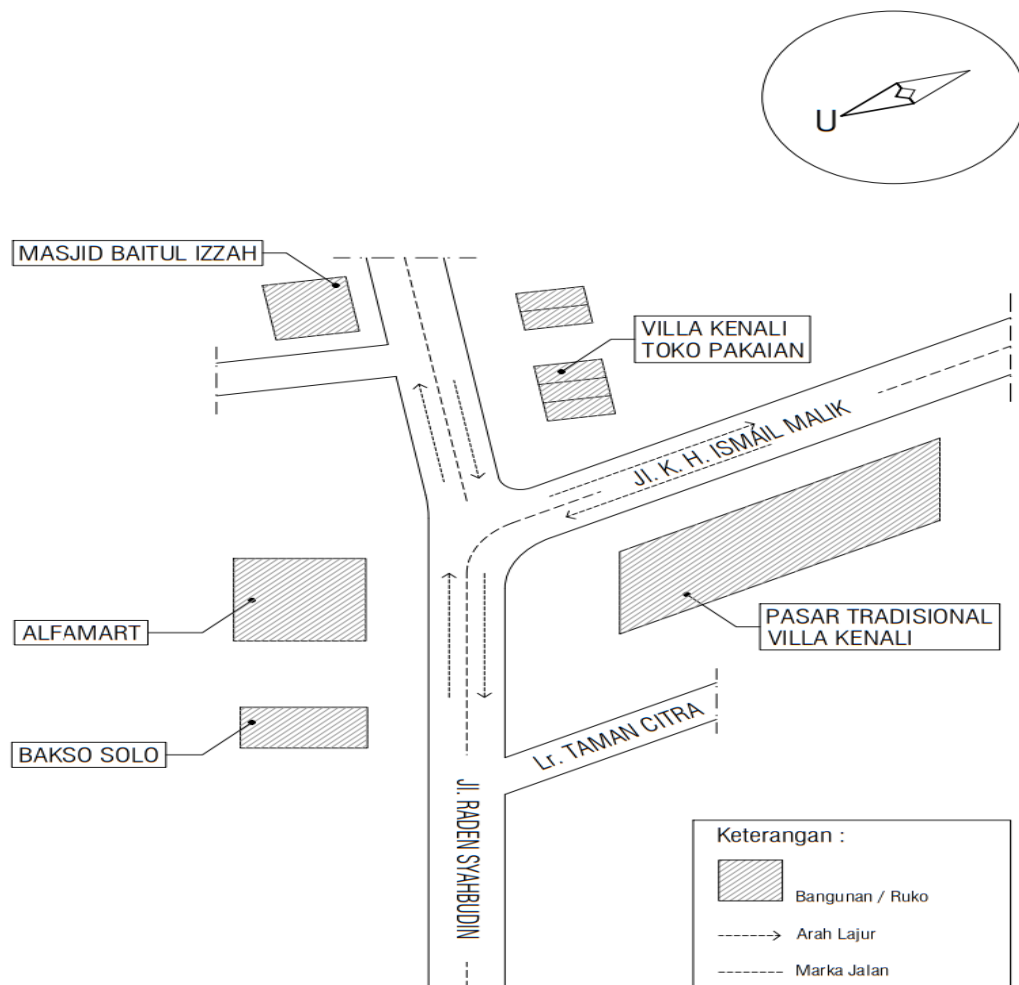 U
MASJID BAITUL IZZAH
VILLA KENALI
TOKO PAKAIAN
Jl. K. H. ISMAIL MALIK
ALFAMART
PASAR TRADISIONAL
VILLA KENALI
BAKSO SOLO
Lr. TAMAN CITRA
Jl. RADEN SYAHBUDIN
Keterangan :
Bangunan / Ruko
Arah Lajur
Marka Jalan